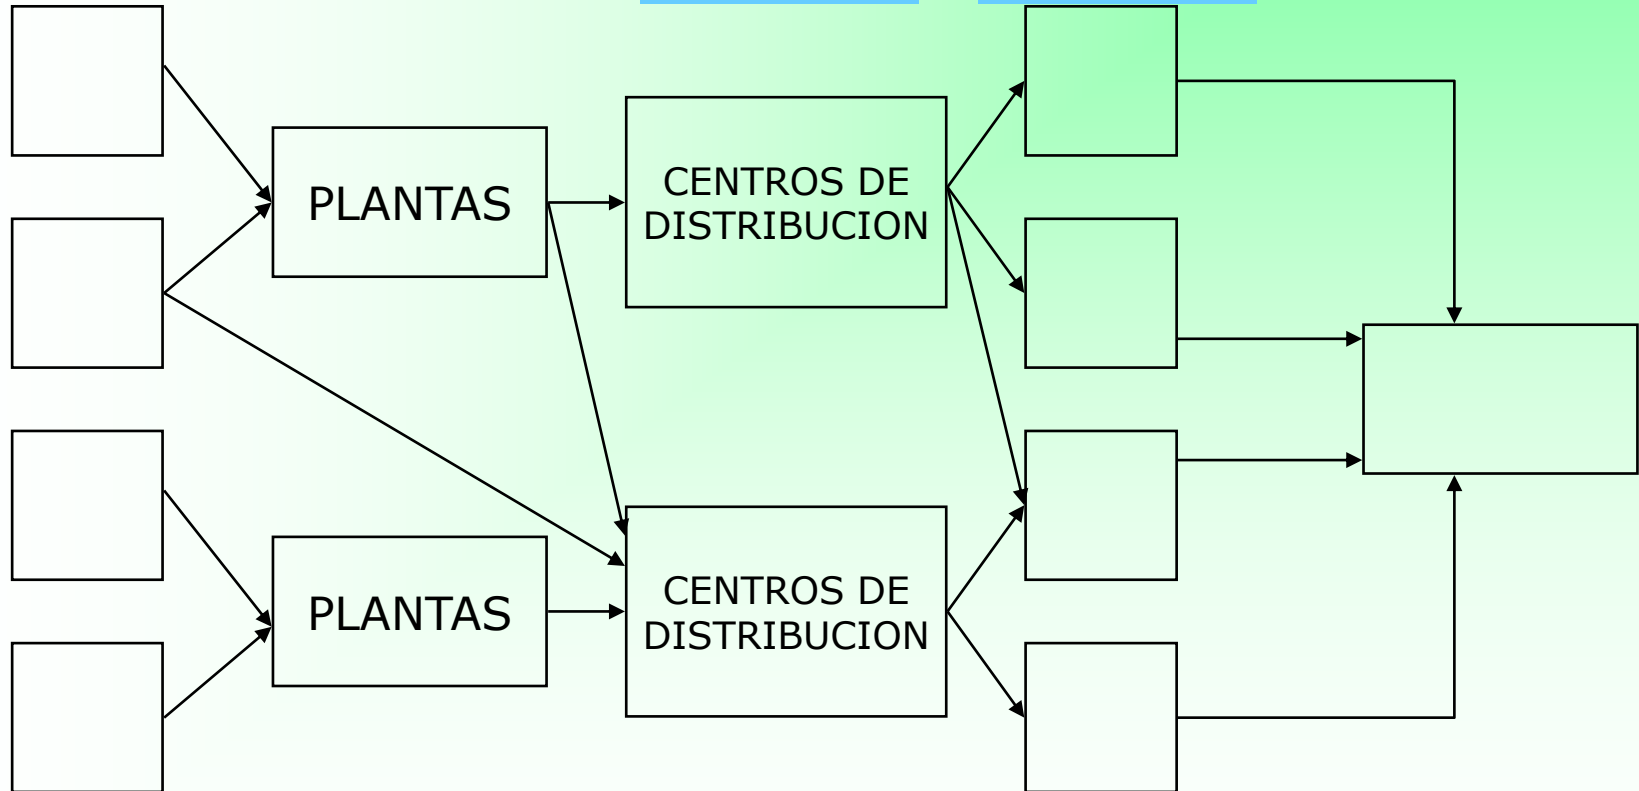 PLANTAS
CENTROS DE
DISTRIBUCION
PLANTAS
CENTROS DE
DISTRIBUCION